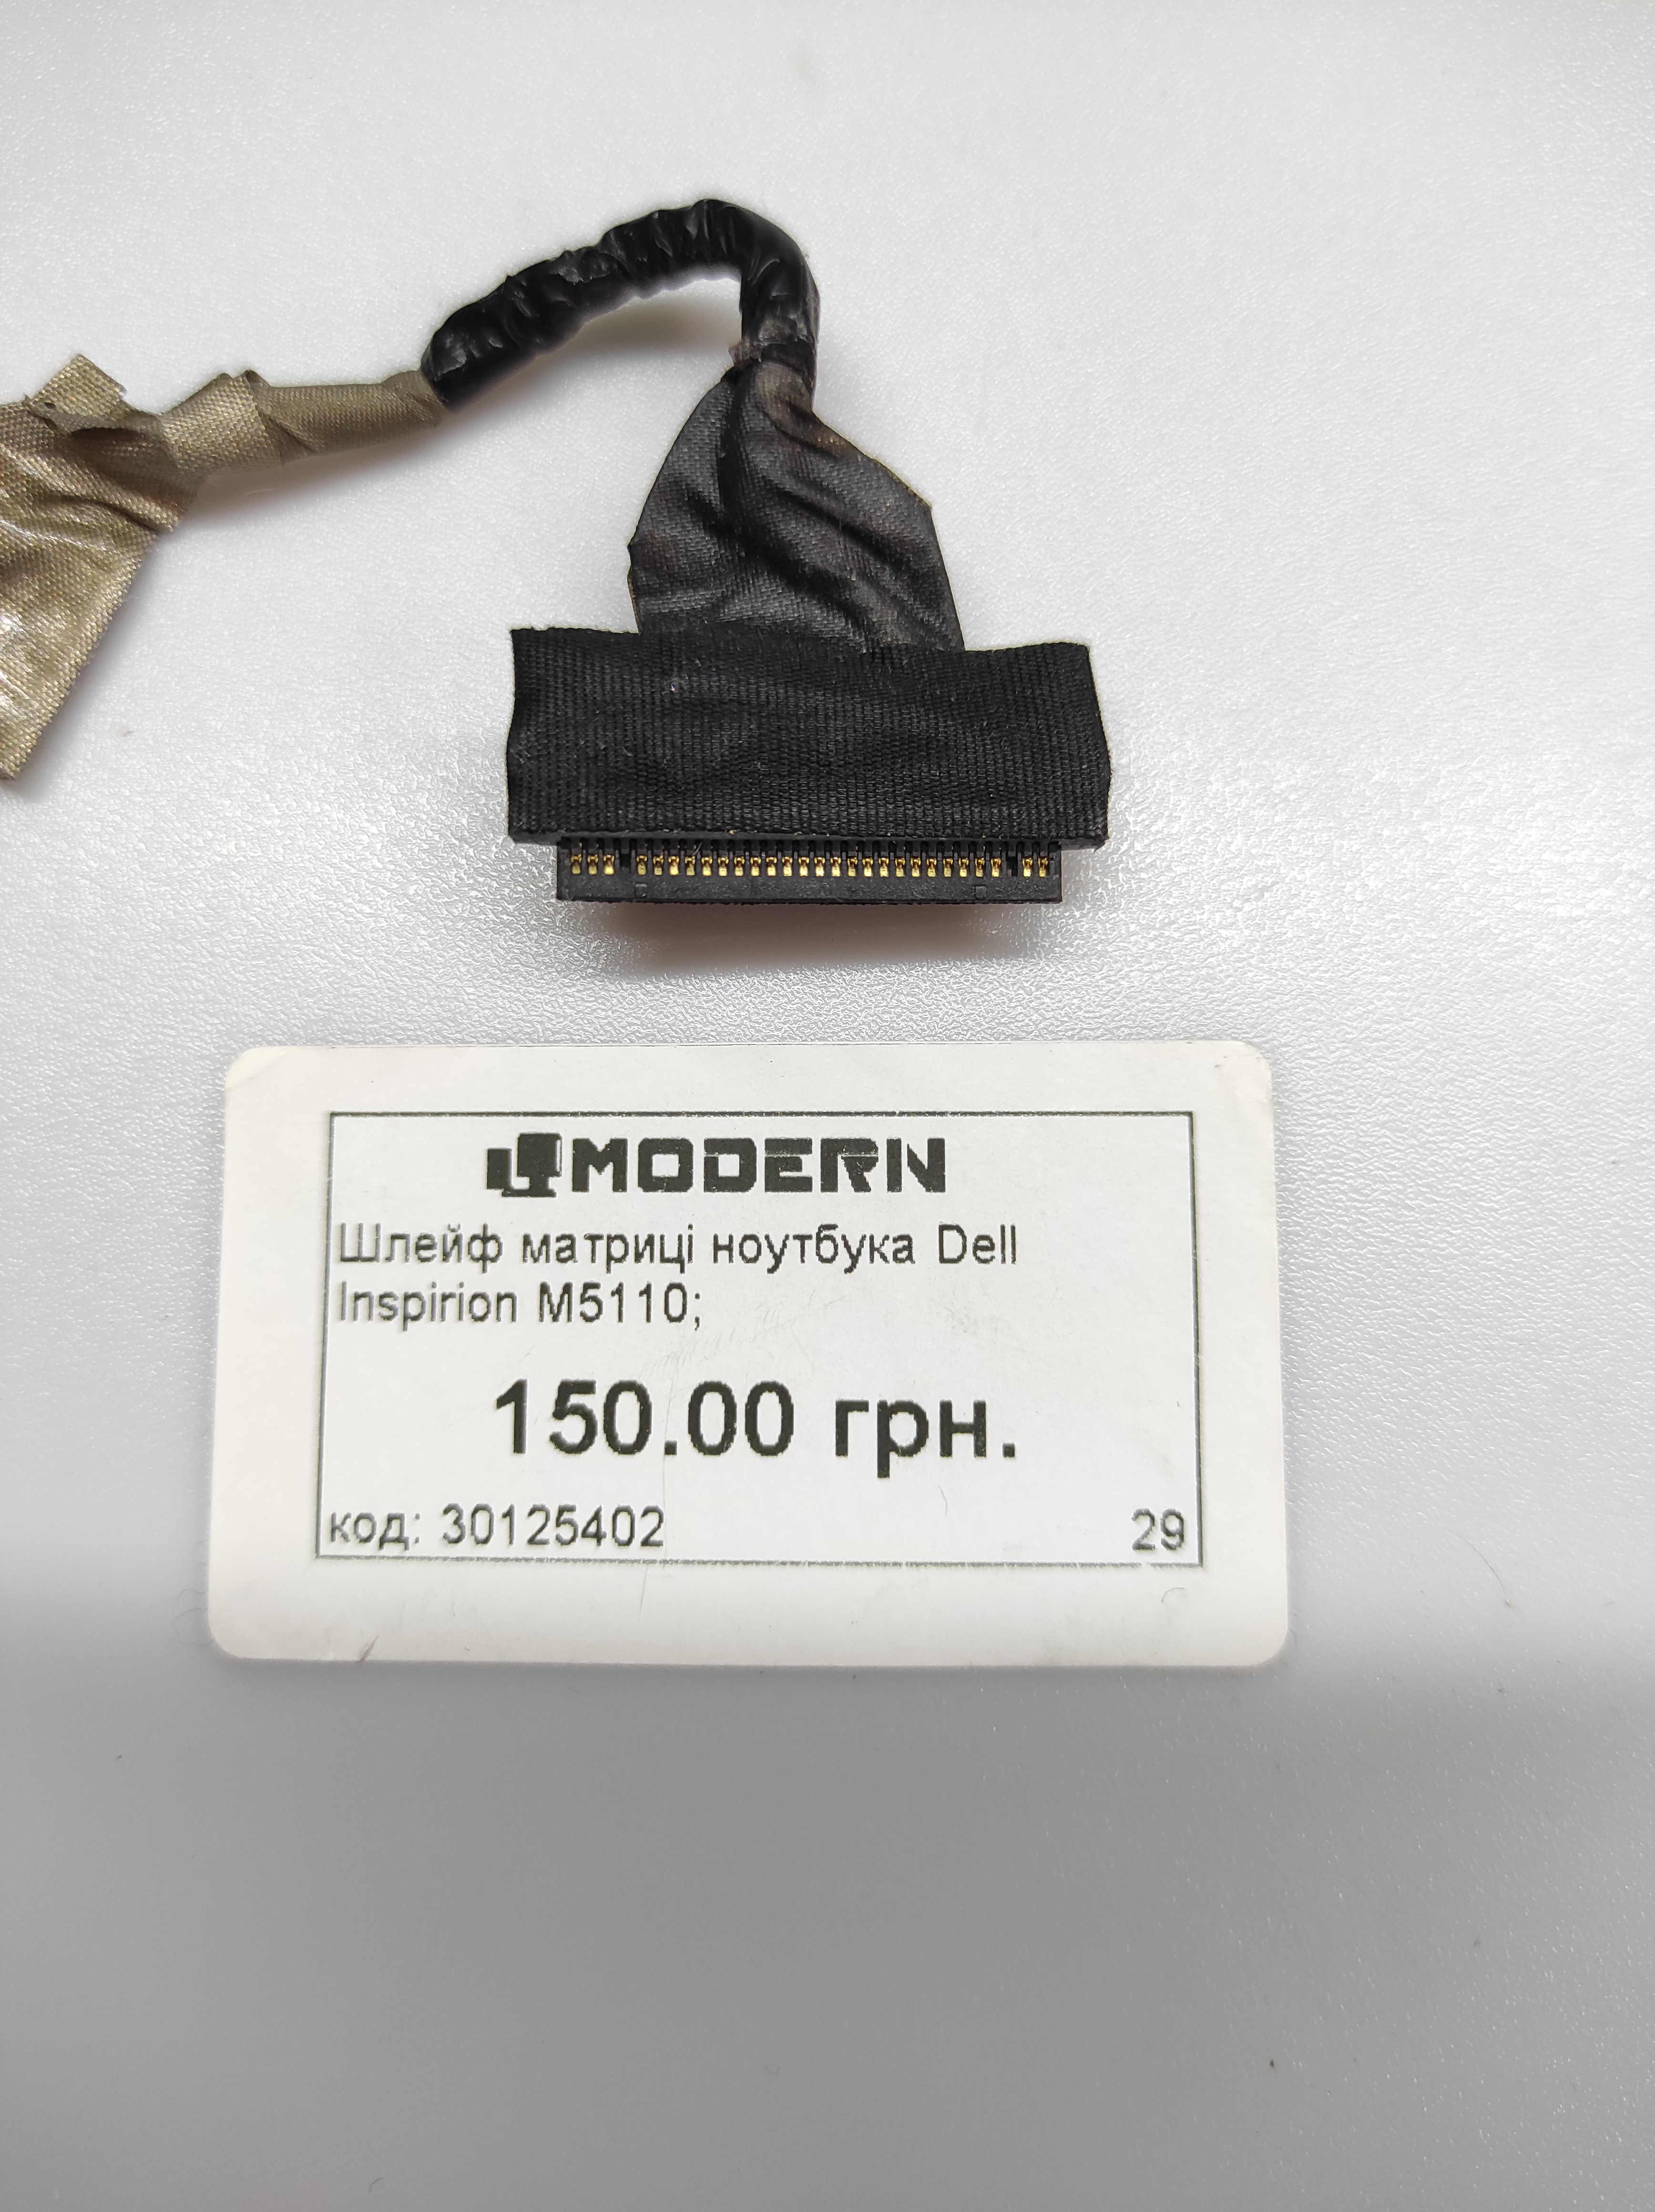 MODERN
Шлейф матриці ноутбука Dell
Inspirion M5110;
150.00 грн.
код: 30125402 29